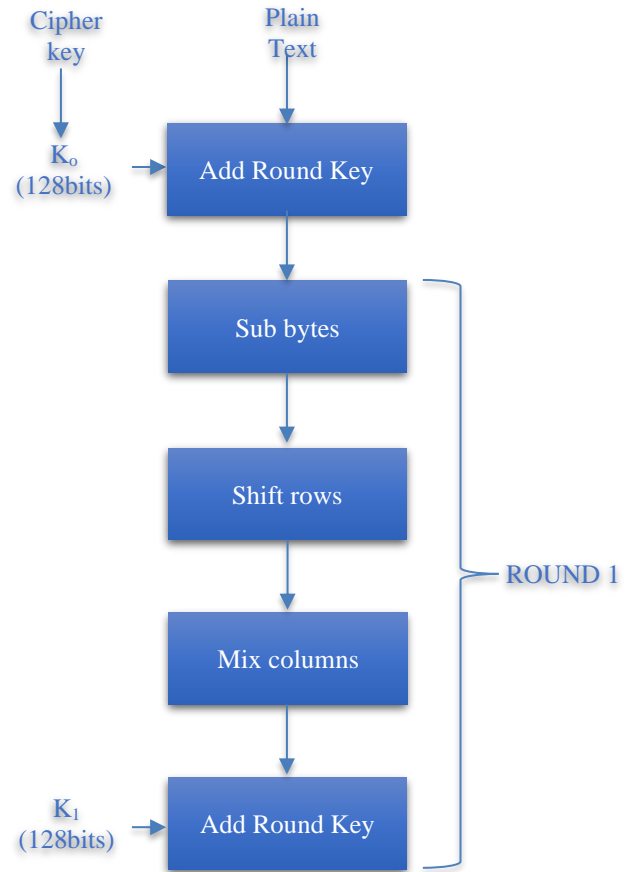 Cipher
key
Plain
Text
K₀
(128bits)
Add Round Key
Sub bytes
Shift rows
ROUND 1
Mix columns
K₁
(128bits)
Add Round Key